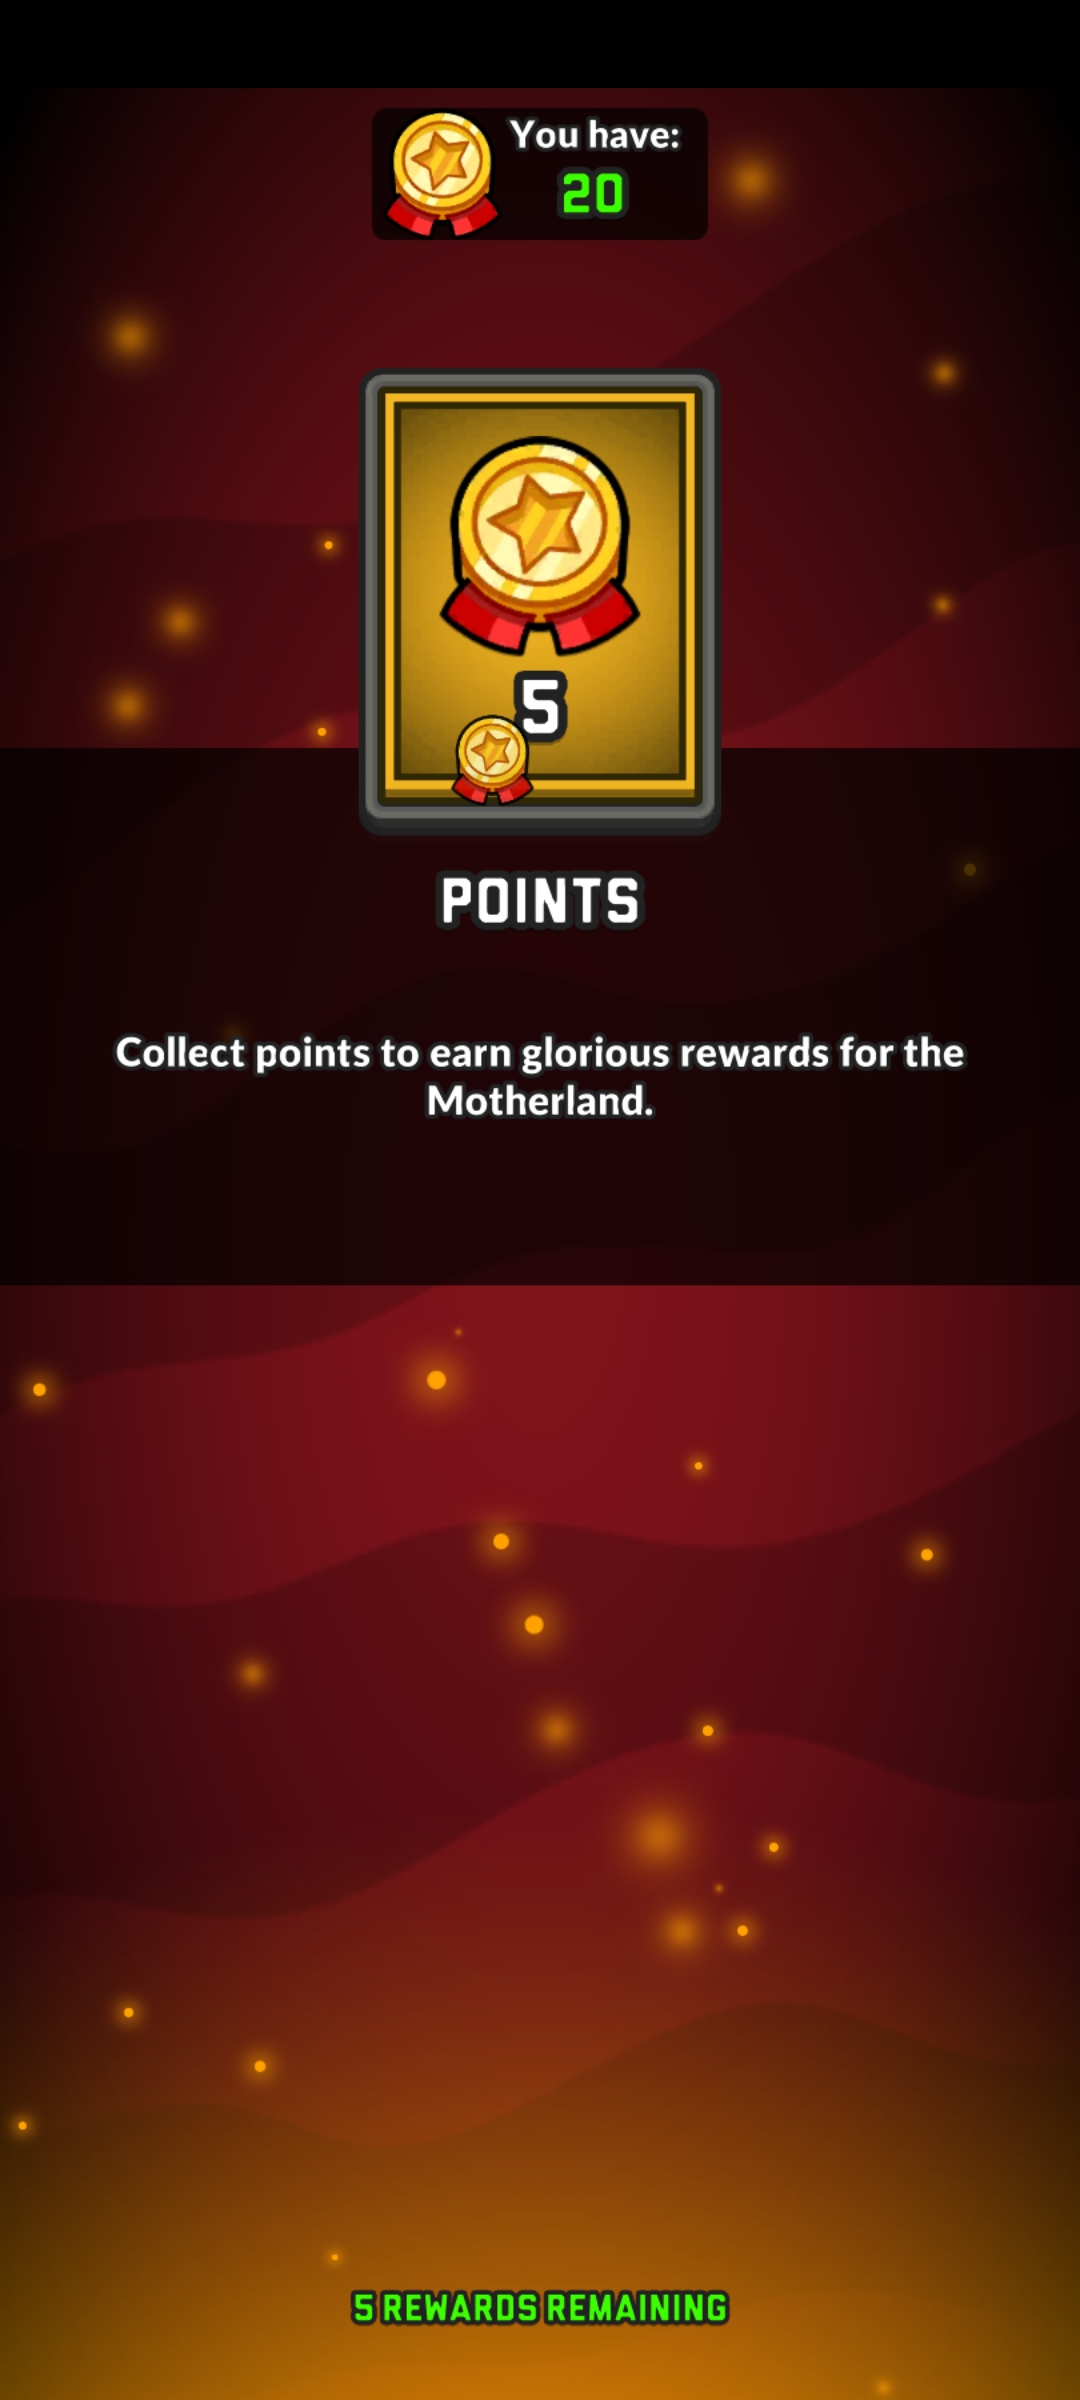 You have:
20
5
POINTS
Collect points to earn glorious rewards for the
Motherland.
5 REWARDS REMAINING